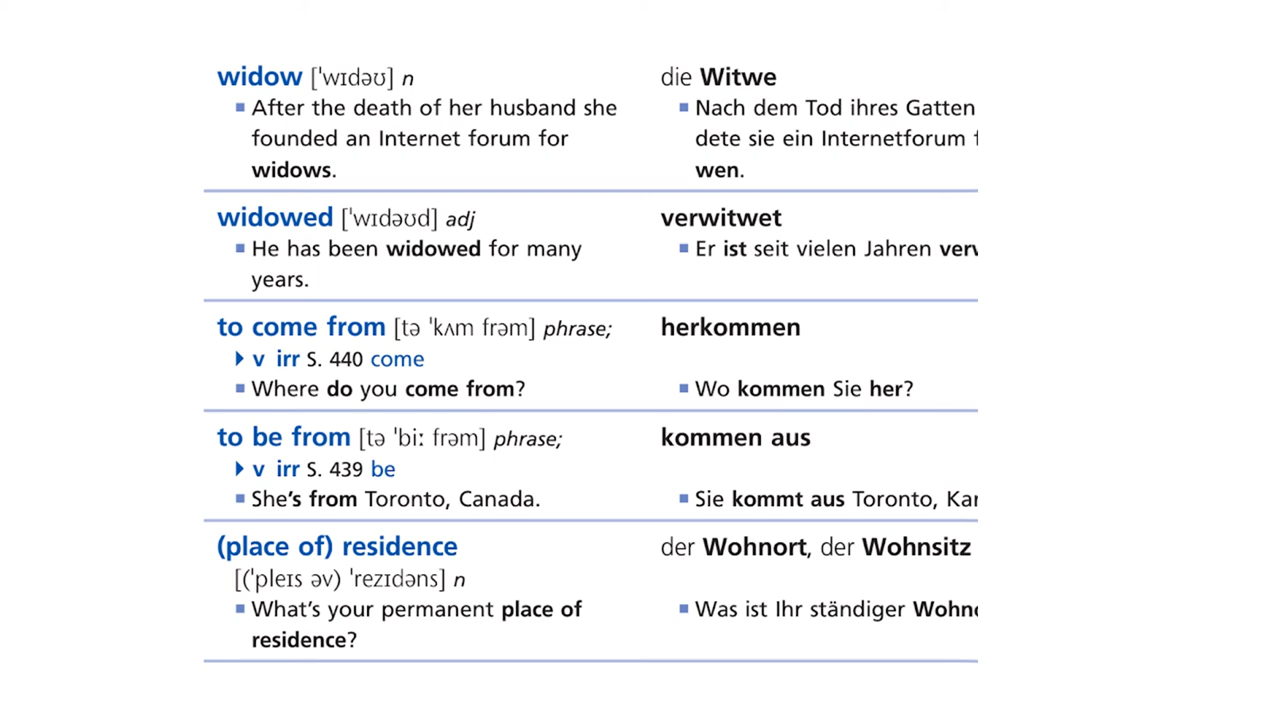 widow [ˈwɪdəʊ] n
die Witwe
▪ After the death of her husband she
founded an Internet forum for
widows.
▪ Nach dem Tod ihres Gatten
dete sie ein Internetforum
wen.
widowed [ˈwɪdəʊd] adj
verwitwet
▪ He has been widowed for many
years.
▪ Er ist seit vielen Jahren
to come from [tə ˈkʌm frəm] phrase;
herkommen
▶ v irr S. 440 come
▪ Where do you come from?
▪ Wo kommen Sie her?
to be from [tə ˈbiː frəm] phrase;
kommen aus
▶ v irr S. 439 be
▪ She's from Toronto, Canada.
▪ Sie kommt aus Toronto,
(place of) residence
der Wohnort, der Wohnsitz
[(ˈpleɪs əv) ˈrezɪdəns] n
▪ What's your permanent place of
residence?
▪ Was ist Ihr ständiger